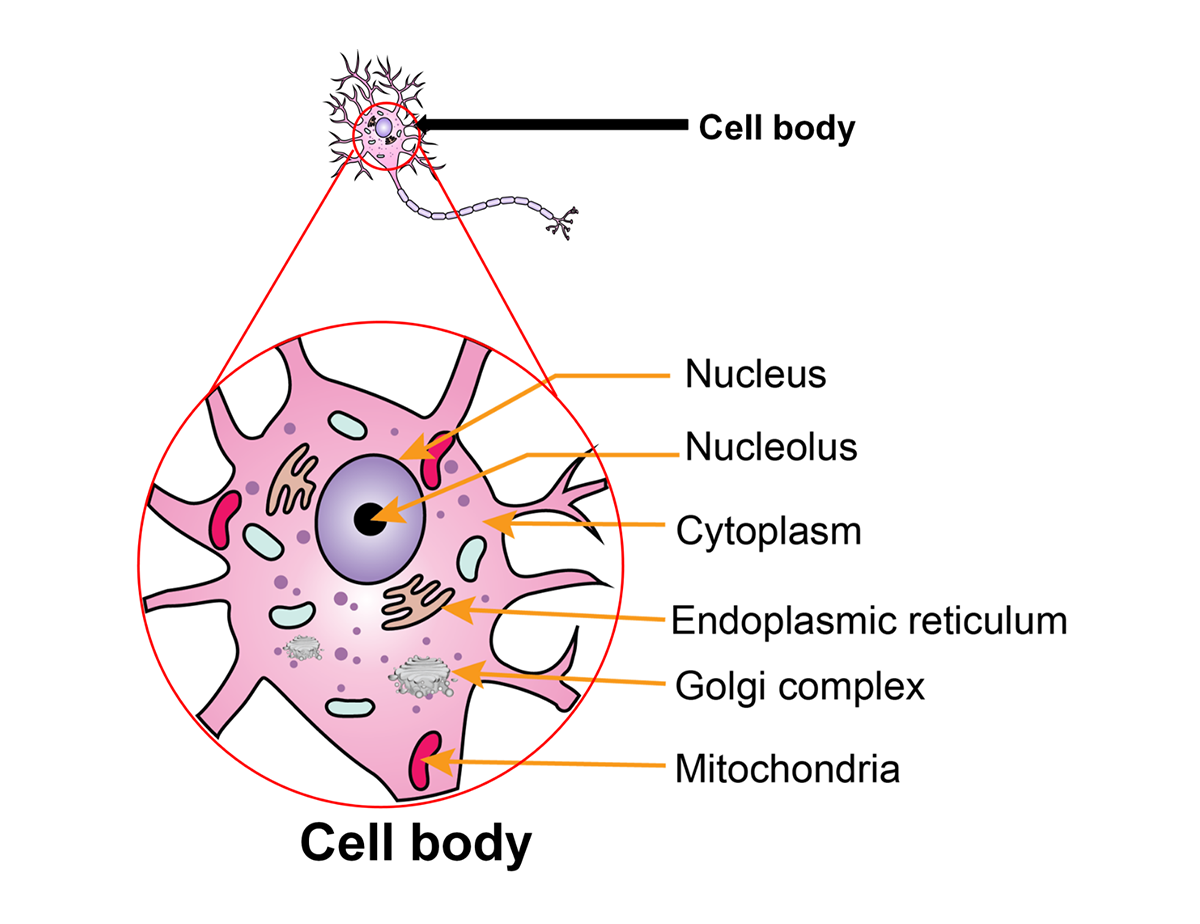 Cell body
Nucleus
Nucleolus
Cytoplasm
Endoplasmic reticulum
Golgi complex
Mitochondria
Cell body